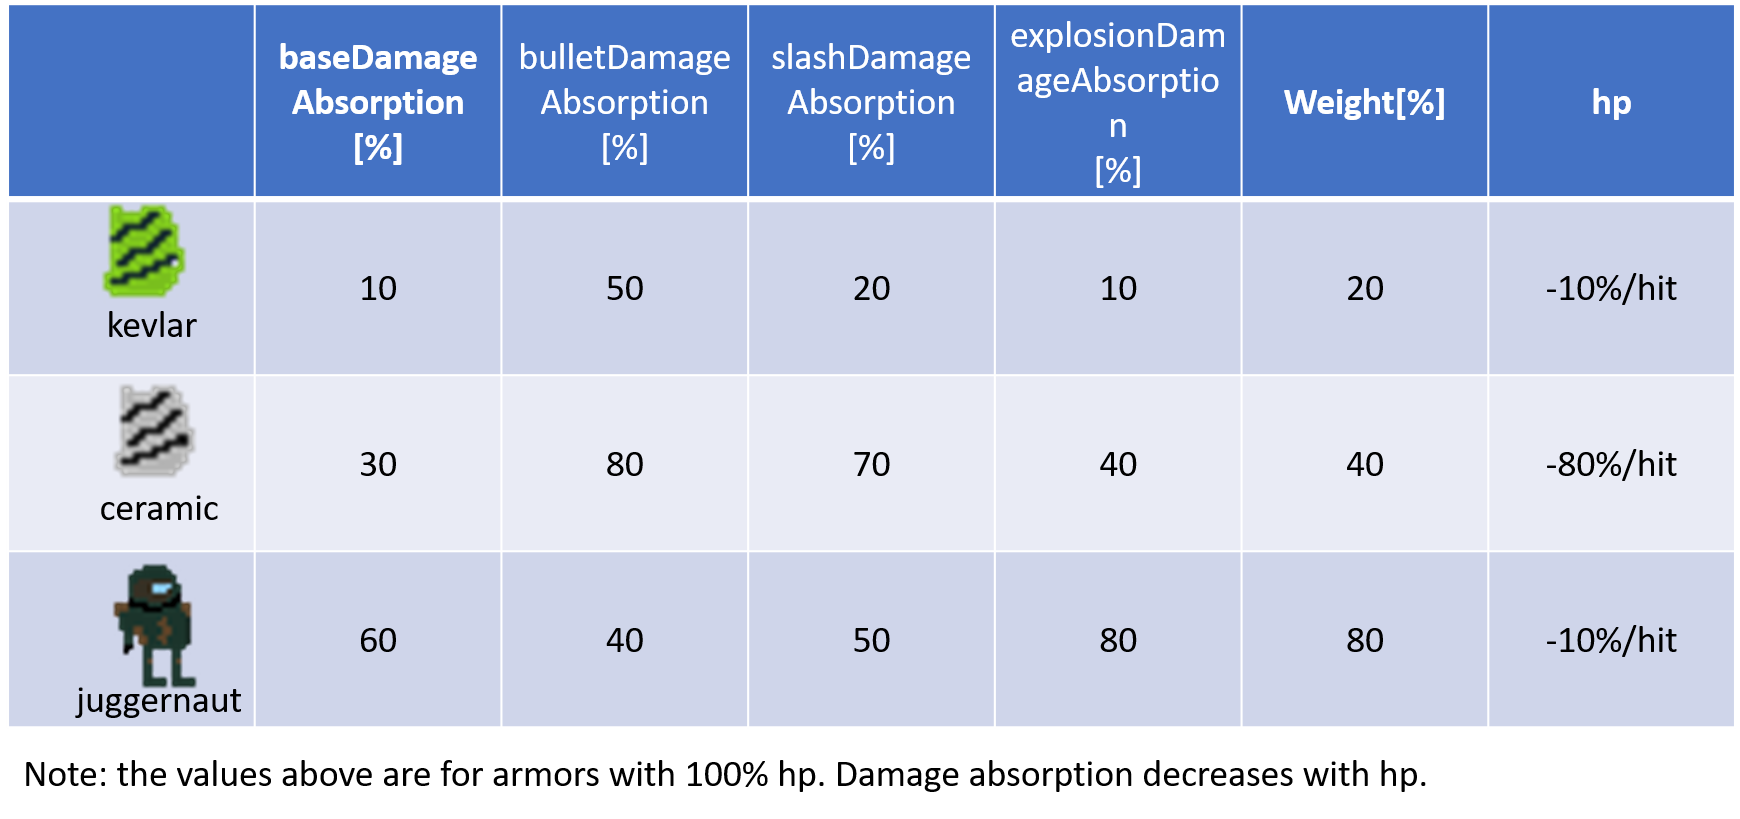 baseDamage
Absorption
[%]
bulletDamage
Absorption
[%]
slashDamage
Absorption
[%]
explosionDam
ageAbsorptio
n
[%]
Weight[%]
hp
kevlar
10
50
20
10
20
-10%/hit
ceramic
30
80
70
40
40
-80%/hit
juggernaut
60
40
50
80
80
-10%/hit
Note: the values above are for armors with 100% hp. Damage absorption decreases with hp.